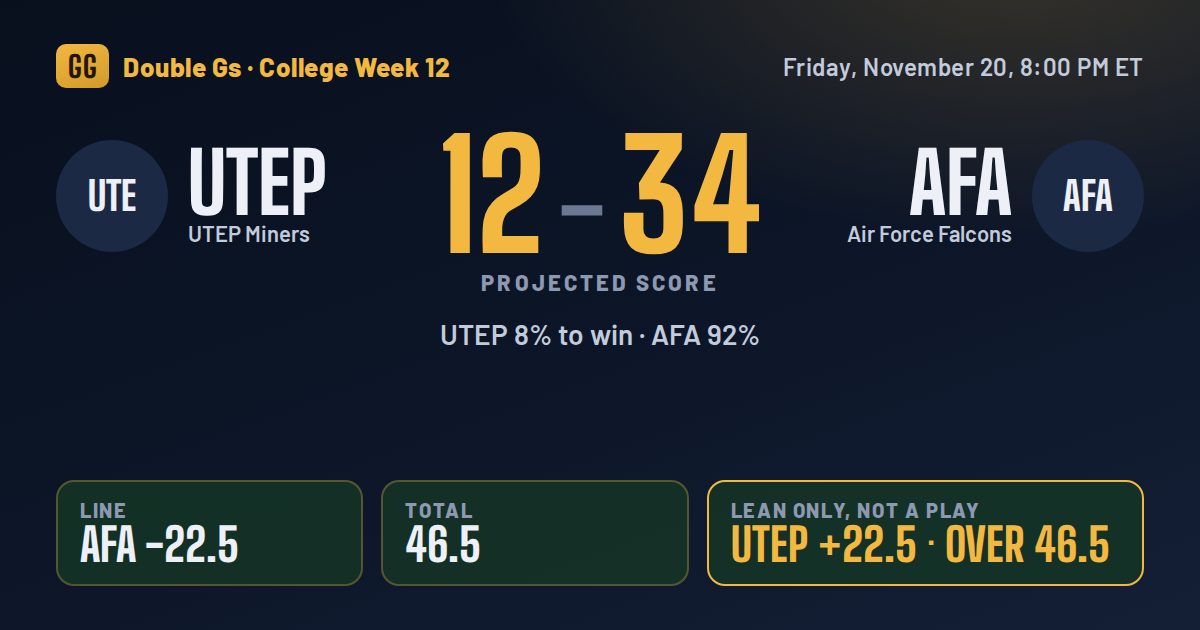 GG Double Gs · College Week 12
Friday, November 20, 8:00 PM ET
UTE
UTEP
UTEP Miners
12 – 34
PROJECTED SCORE
UTEP 8% to win · AFA 92%
AFA
Air Force Falcons
AFA
LINE
AFA −22.5
TOTAL
46.5
LEAN ONLY, NOT A PLAY
UTEP +22.5 · OVER 46.5